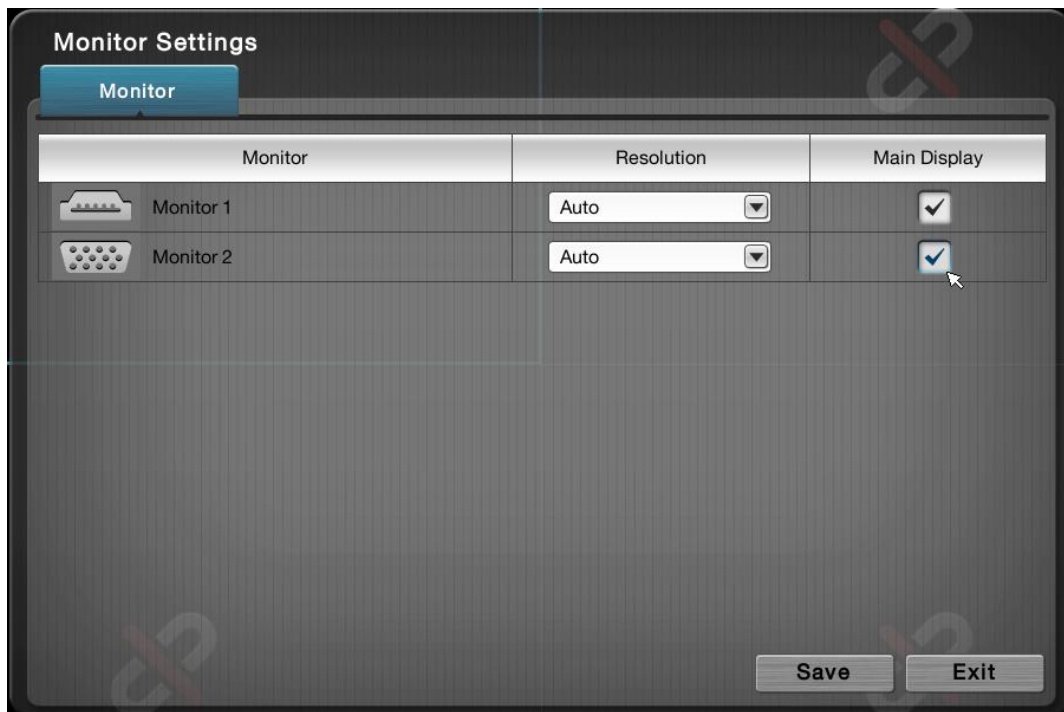 Monitor Settings
Monitor
Monitor Resolution Main Display
Monitor 1 Auto
Monitor 2 Auto
Save Exit